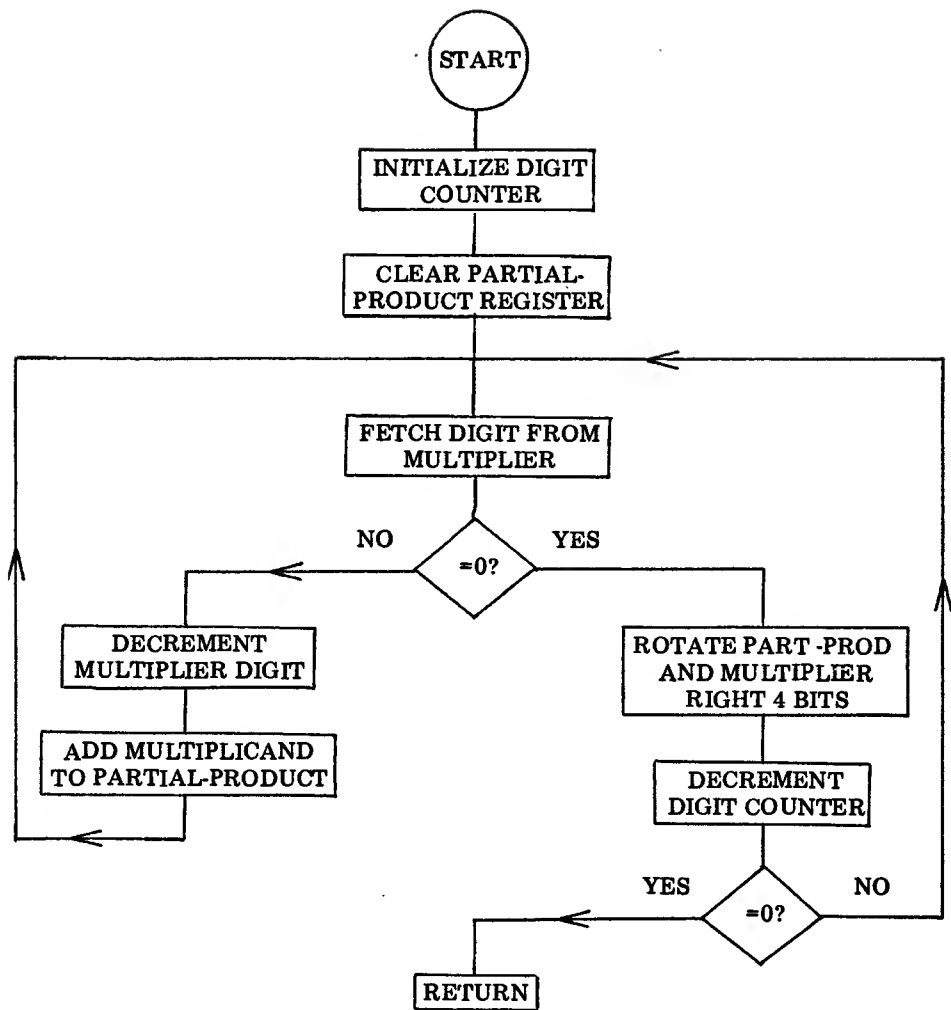 START
INITIALIZE DIGIT
COUNTER
CLEAR PARTIAL-
PRODUCT REGISTER
FETCH DIGIT FROM
MULTIPLIER
NO
YES
=0?
DECREMENT
MULTIPLIER DIGIT
ADD MULTIPLICAND
TO PARTIAL-PRODUCT
ROTATE PART -PROD
AND MULTIPLIER
RIGHT 4 BITS
DECREMENT
DIGIT COUNTER
YES
NO
=0?
RETURN